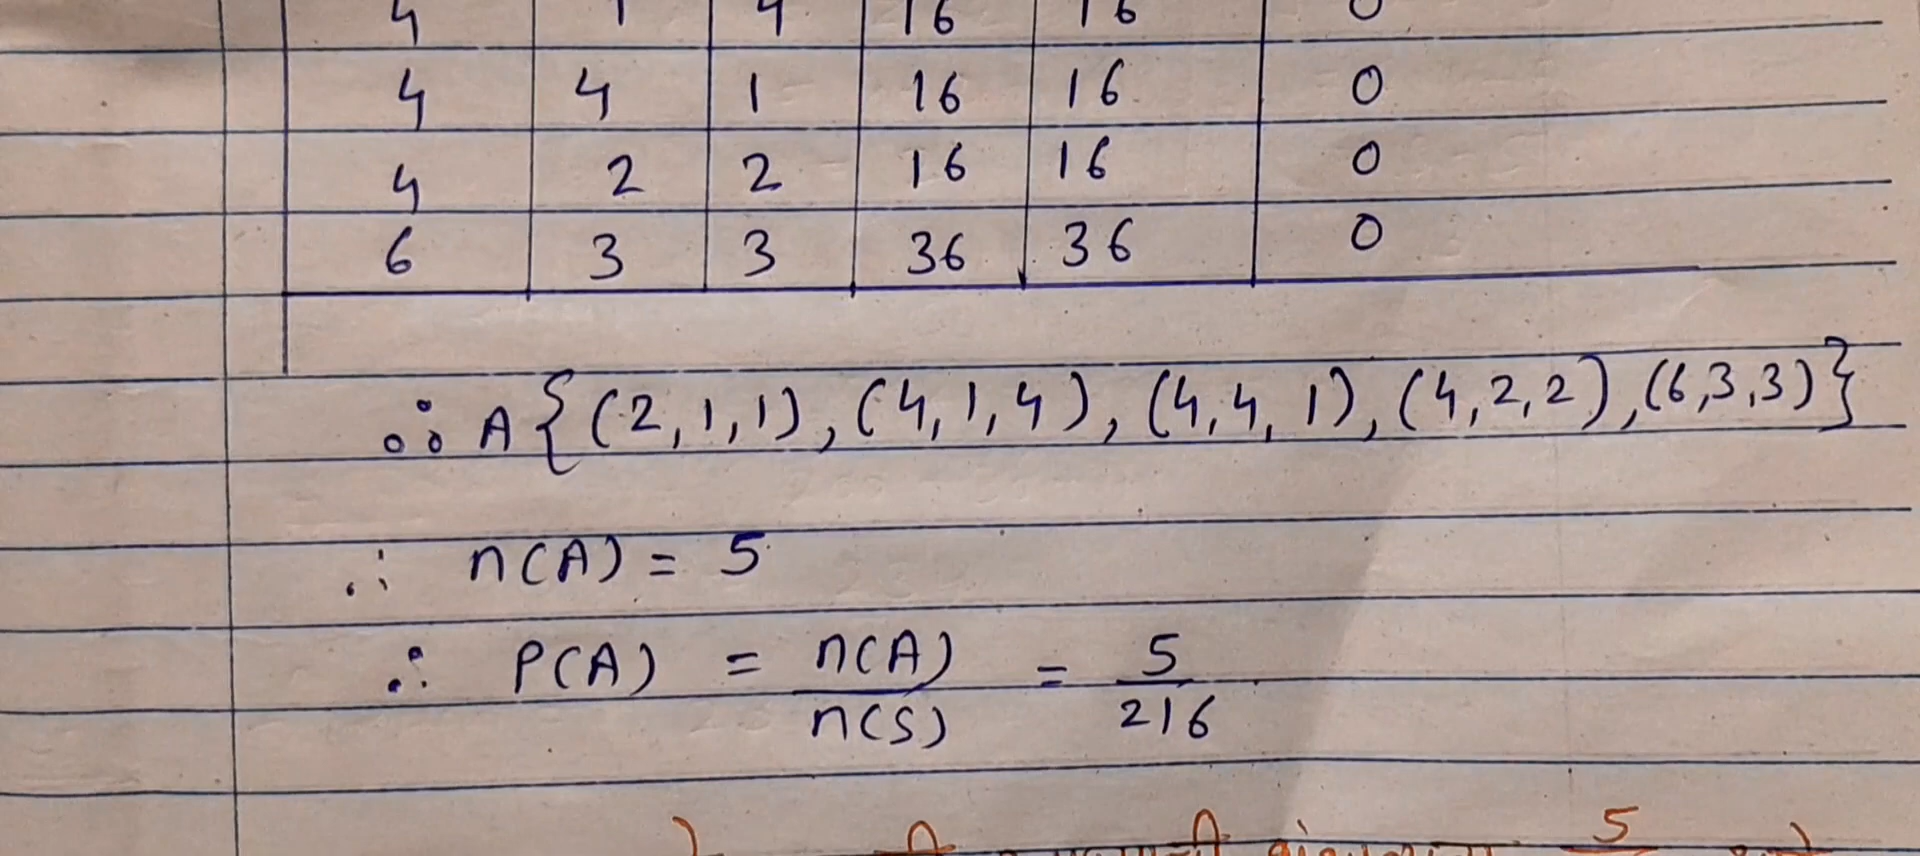 4 1 4 16 16 0
4 4 1 16 16 0
4 2 2 16 16 0
6 3 3 36 36 0
∴ A{(2,1,1), (4,1,4), (4,4,1), (4,2,2), (6,3,3)}
∴ n(A) = 5
∴ P(A) = n(A)/n(S) = 5/216
5